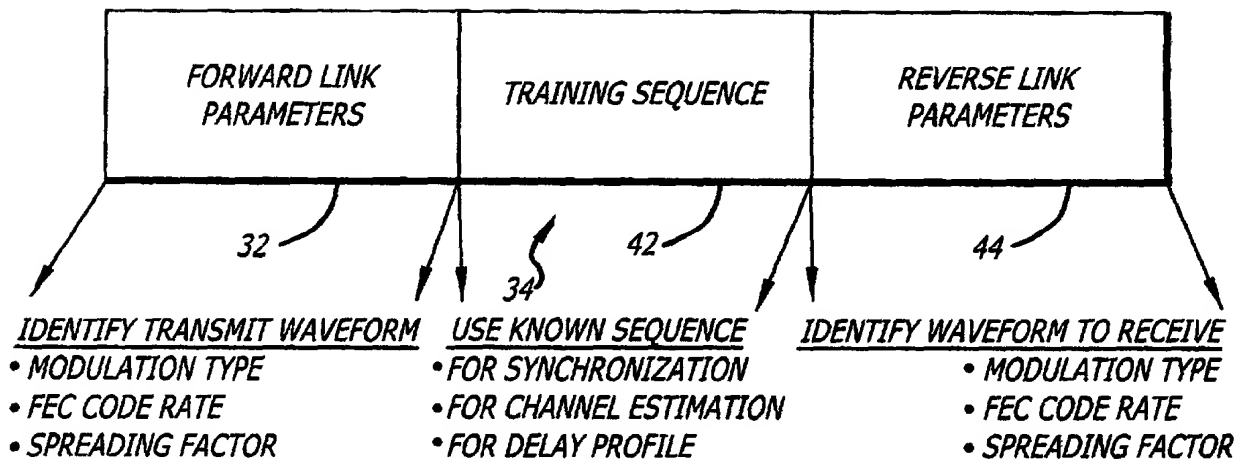 FORWARD LINK
PARAMETERS
TRAINING SEQUENCE
REVERSE LINK
PARAMETERS
32
34
42
44
IDENTIFY TRANSMIT WAVEFORM
• MODULATION TYPE
• FEC CODE RATE
• SPREADING FACTOR
USE KNOWN SEQUENCE
• FOR SYNCHRONIZATION
• FOR CHANNEL ESTIMATION
• FOR DELAY PROFILE
IDENTIFY WAVEFORM TO RECEIVE
• MODULATION TYPE
• FEC CODE RATE
• SPREADING FACTOR